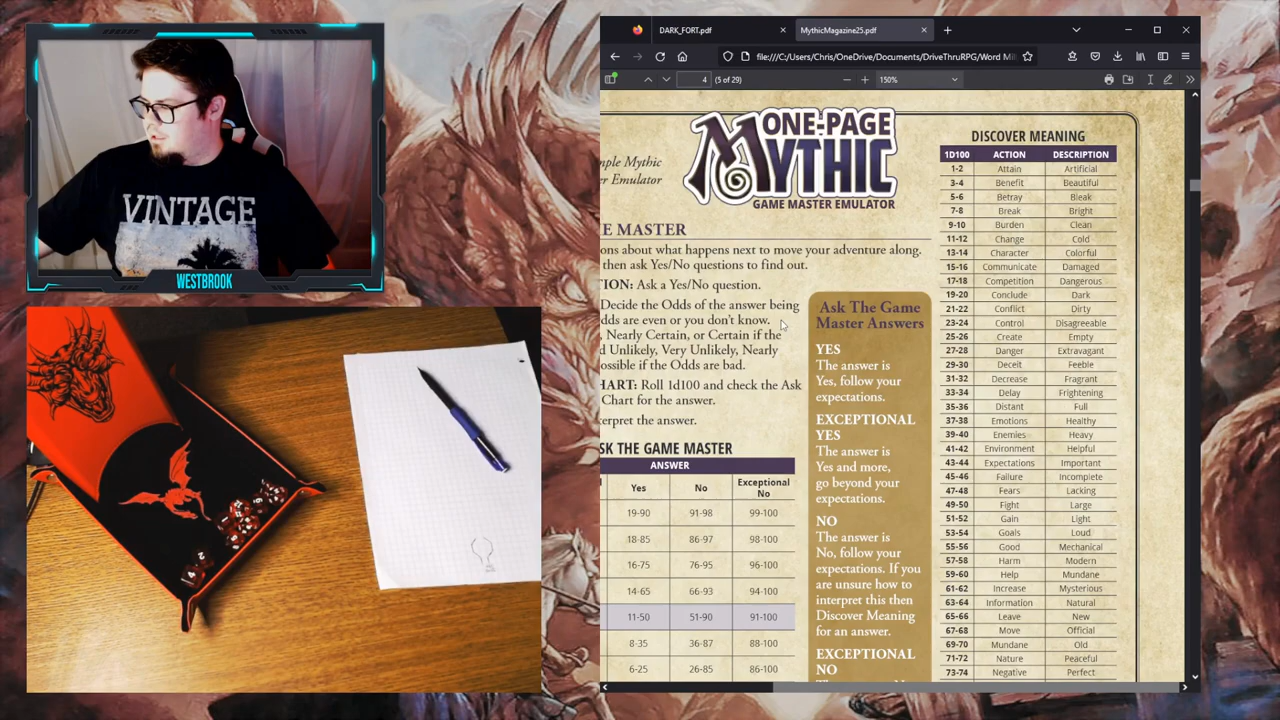 VINTAGE
WESTBROOK
DARK_FORT.pdf
MythicMagazine25.pdf
file:///C:/Users/Chris/OneDrive/Documents/DriveThruRPG/Word Mil
4
(5 of 29)
150%
mple Mythic
er Emulator
ONE-PAGE
MYTHIC
GAME MASTER EMULATOR
E MASTER
ons about what happens next to move your adventure along.
then ask Yes/No questions to find out.
TION: Ask a Yes/No question.
Decide the Odds of the answer being
dds are even or you don't know.
, Nearly Certain, or Certain if the
d Unlikely, Very Unlikely, Nearly
ossible if the Odds are bad.
HART: Roll 1d100 and check the Ask
Chart for the answer.
erpret the answer.
SK THE GAME MASTER
ANSWER
Yes No Exceptional
No
19-90 91-98 99-100
18-85 86-97 98-100
16-75 76-95 96-100
14-65 66-93 94-100
11-50 51-90 91-100
8-35 36-87 88-100
6-25 26-85 86-100
Ask The Game
Master Answers
YES
The answer is
Yes, follow your
expectations.
EXCEPTIONAL
YES
The answer is
Yes and more,
go beyond your
expectations.
NO
The answer is
No, follow your
expectations. If you
are unsure how to
interpret this then
Discover Meaning
for an answer.
EXCEPTIONAL
NO
DISCOVER MEANING
1D100 ACTION DESCRIPTION
1-2 Attain Artificial
3-4 Benefit Beautiful
5-6 Betray Bleak
7-8 Break Bright
9-10 Burden Clean
11-12 Change Cold
13-14 Character Colorful
15-16 Communicate Damaged
17-18 Competition Dangerous
19-20 Conclude Dark
21-22 Conflict Dirty
23-24 Control Disagreeable
25-26 Create Empty
27-28 Danger Extravagant
29-30 Deceit Feeble
31-32 Decrease Fragrant
33-34 Delay Frightening
35-36 Distant Full
37-38 Emotions Healthy
39-40 Enemies Heavy
41-42 Environment Helpful
43-44 Expectations Important
45-46 Failure Incomplete
47-48 Fears Lacking
49-50 Fight Large
51-52 Gain Light
53-54 Goals Loud
55-56 Good Mechanical
57-58 Harm Modern
59-60 Help Mundane
61-62 Increase Mysterious
63-64 Information Natural
65-66 Leave New
67-68 Move Official
69-70 Mundane Old
71-72 Nature Peaceful
73-74 Negative Perfect